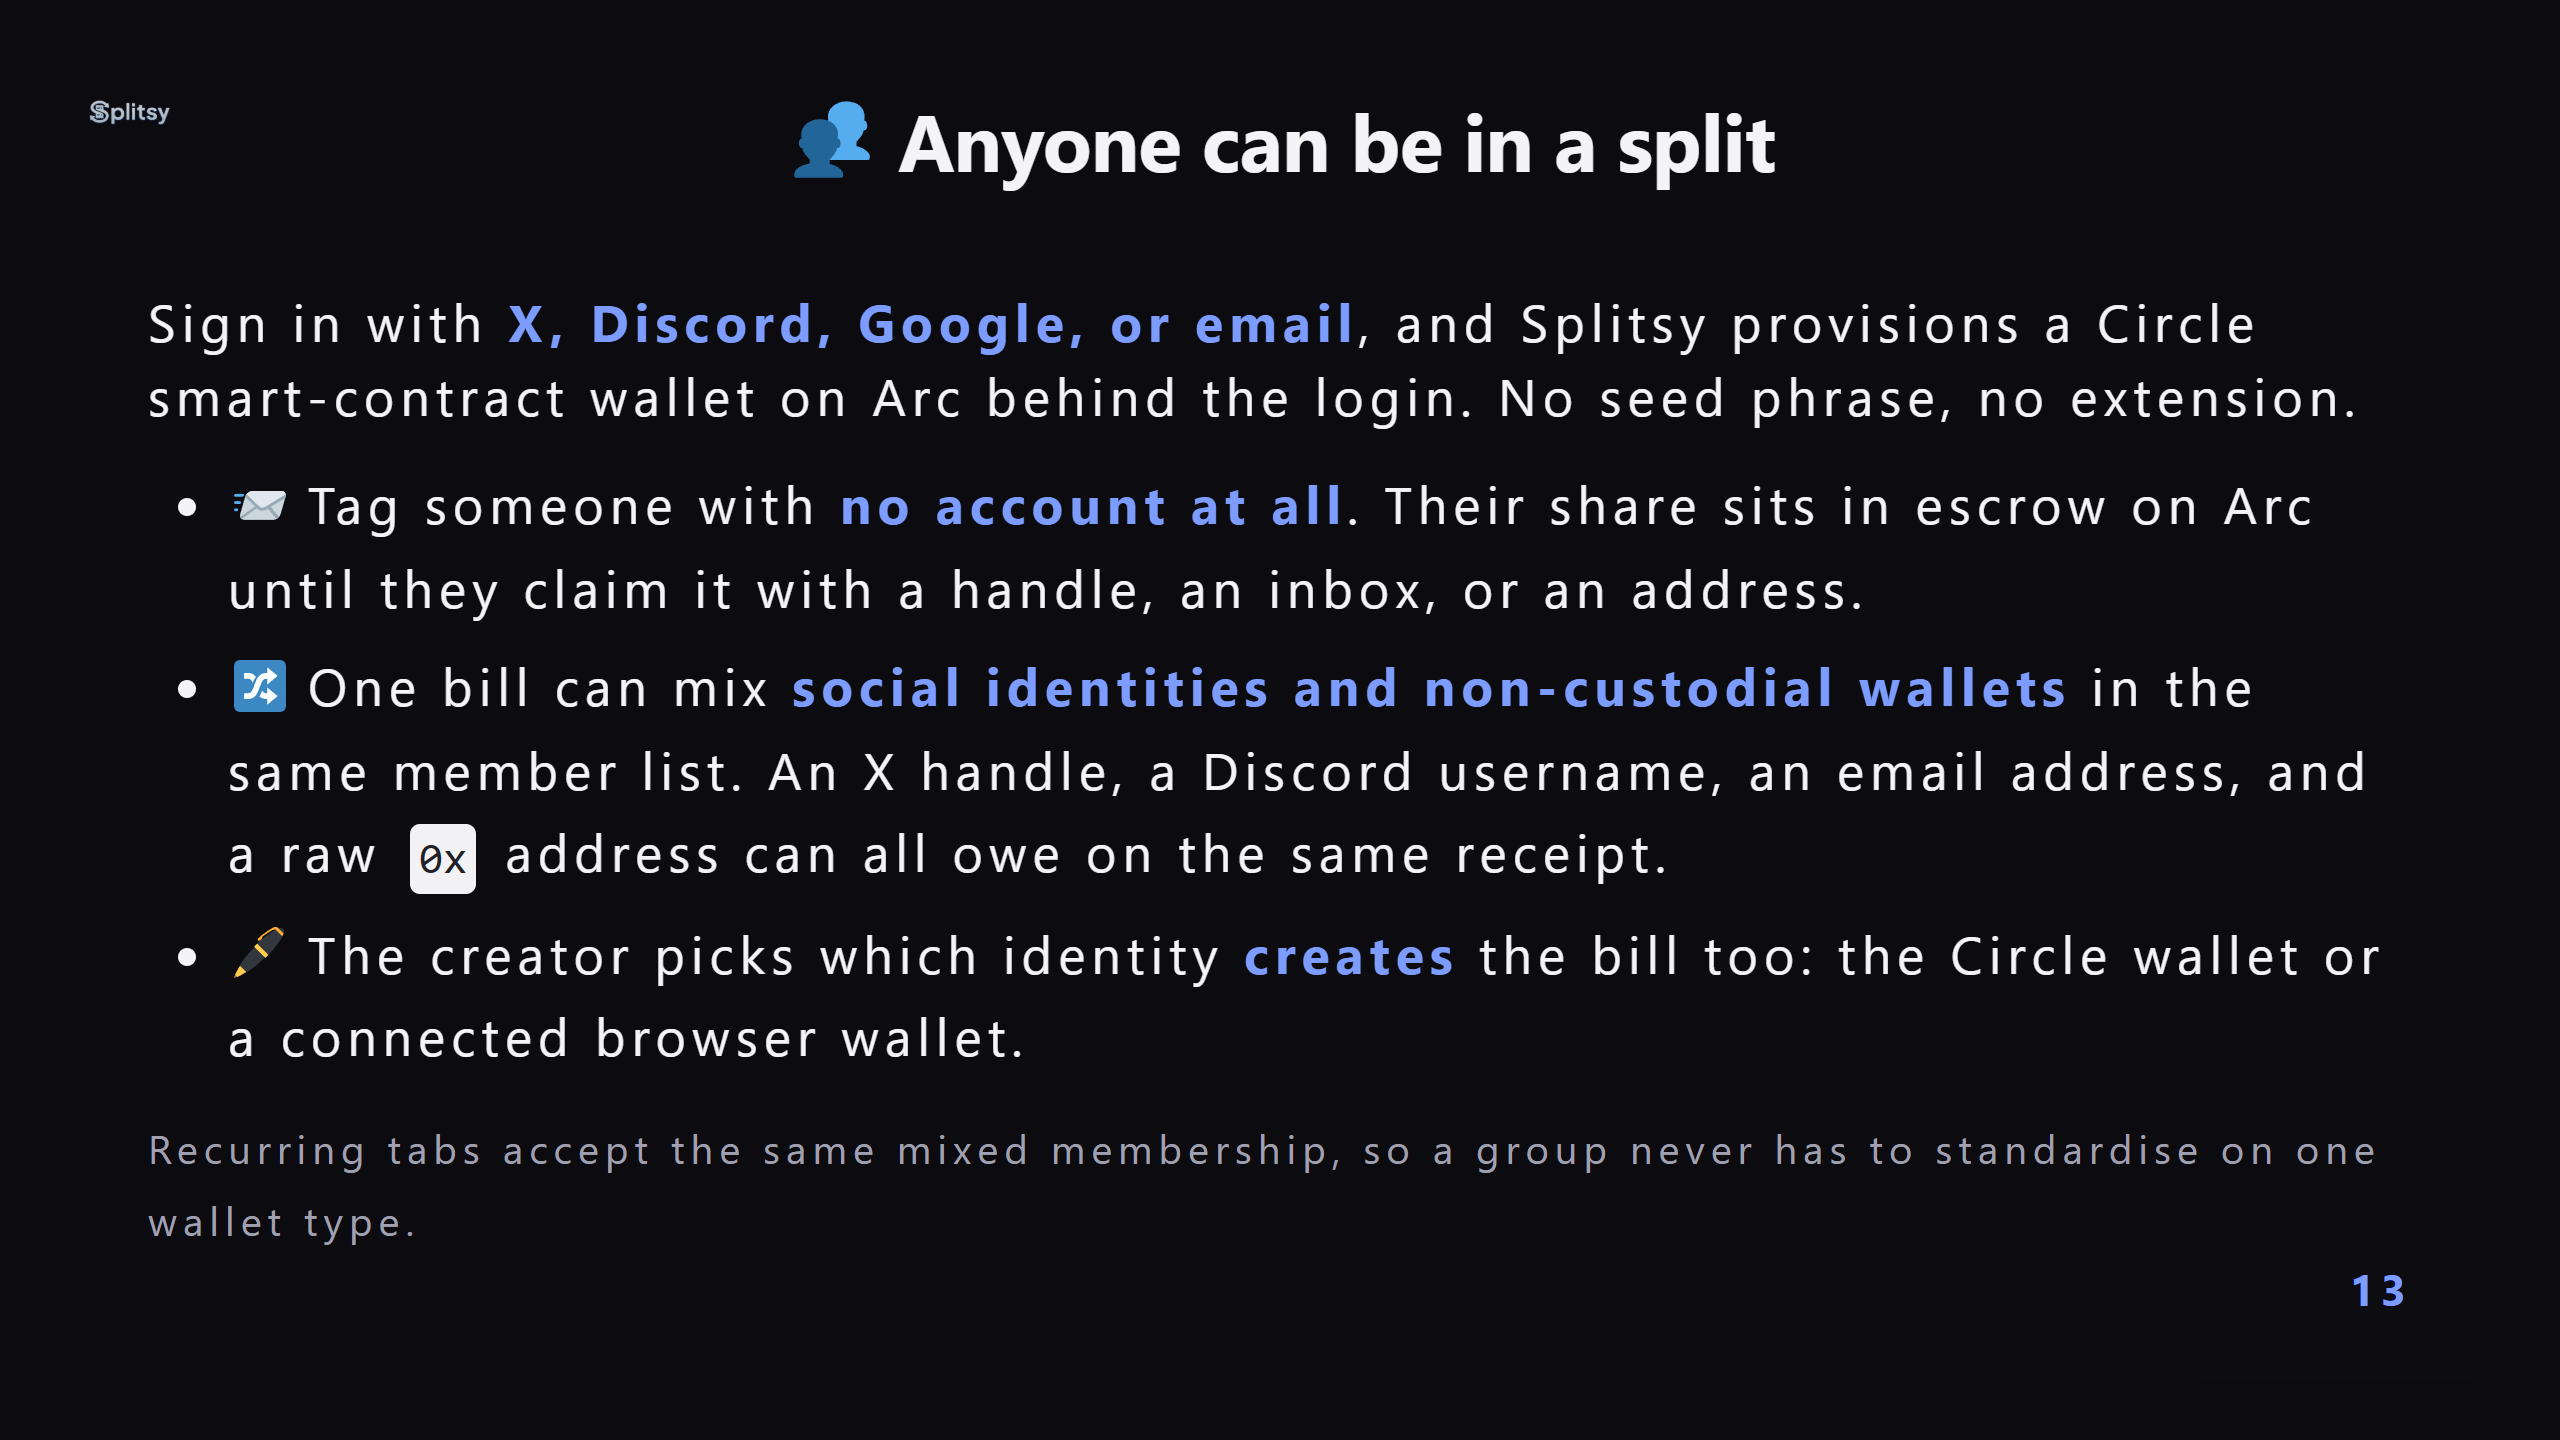 Splitsy
👥 Anyone can be in a split
Sign in with X, Discord, Google, or email, and Splitsy provisions a Circle
smart-contract wallet on Arc behind the login. No seed phrase, no extension.
• 📨 Tag someone with no account at all. Their share sits in escrow on Arc
until they claim it with a handle, an inbox, or an address.
• 🔀 One bill can mix social identities and non-custodial wallets in the
same member list. An X handle, a Discord username, an email address, and
a raw 0x address can all owe on the same receipt.
• 🖋️ The creator picks which identity creates the bill too: the Circle wallet or
a connected browser wallet.
Recurring tabs accept the same mixed membership, so a group never has to standardise on one
wallet type.
13